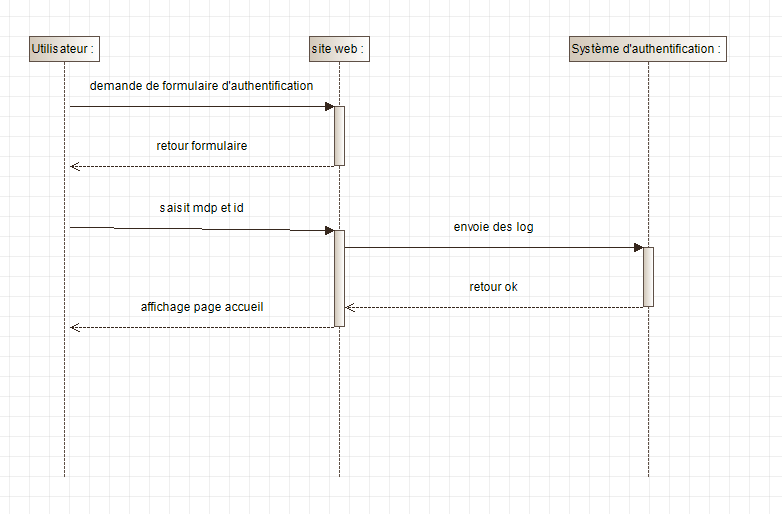 Utilisateur :
site web :
Système d'authentification :
demande de formulaire d'authentification
retour formulaire
saisit mdp et id
envoie des log
retour ok
affichage page accueil